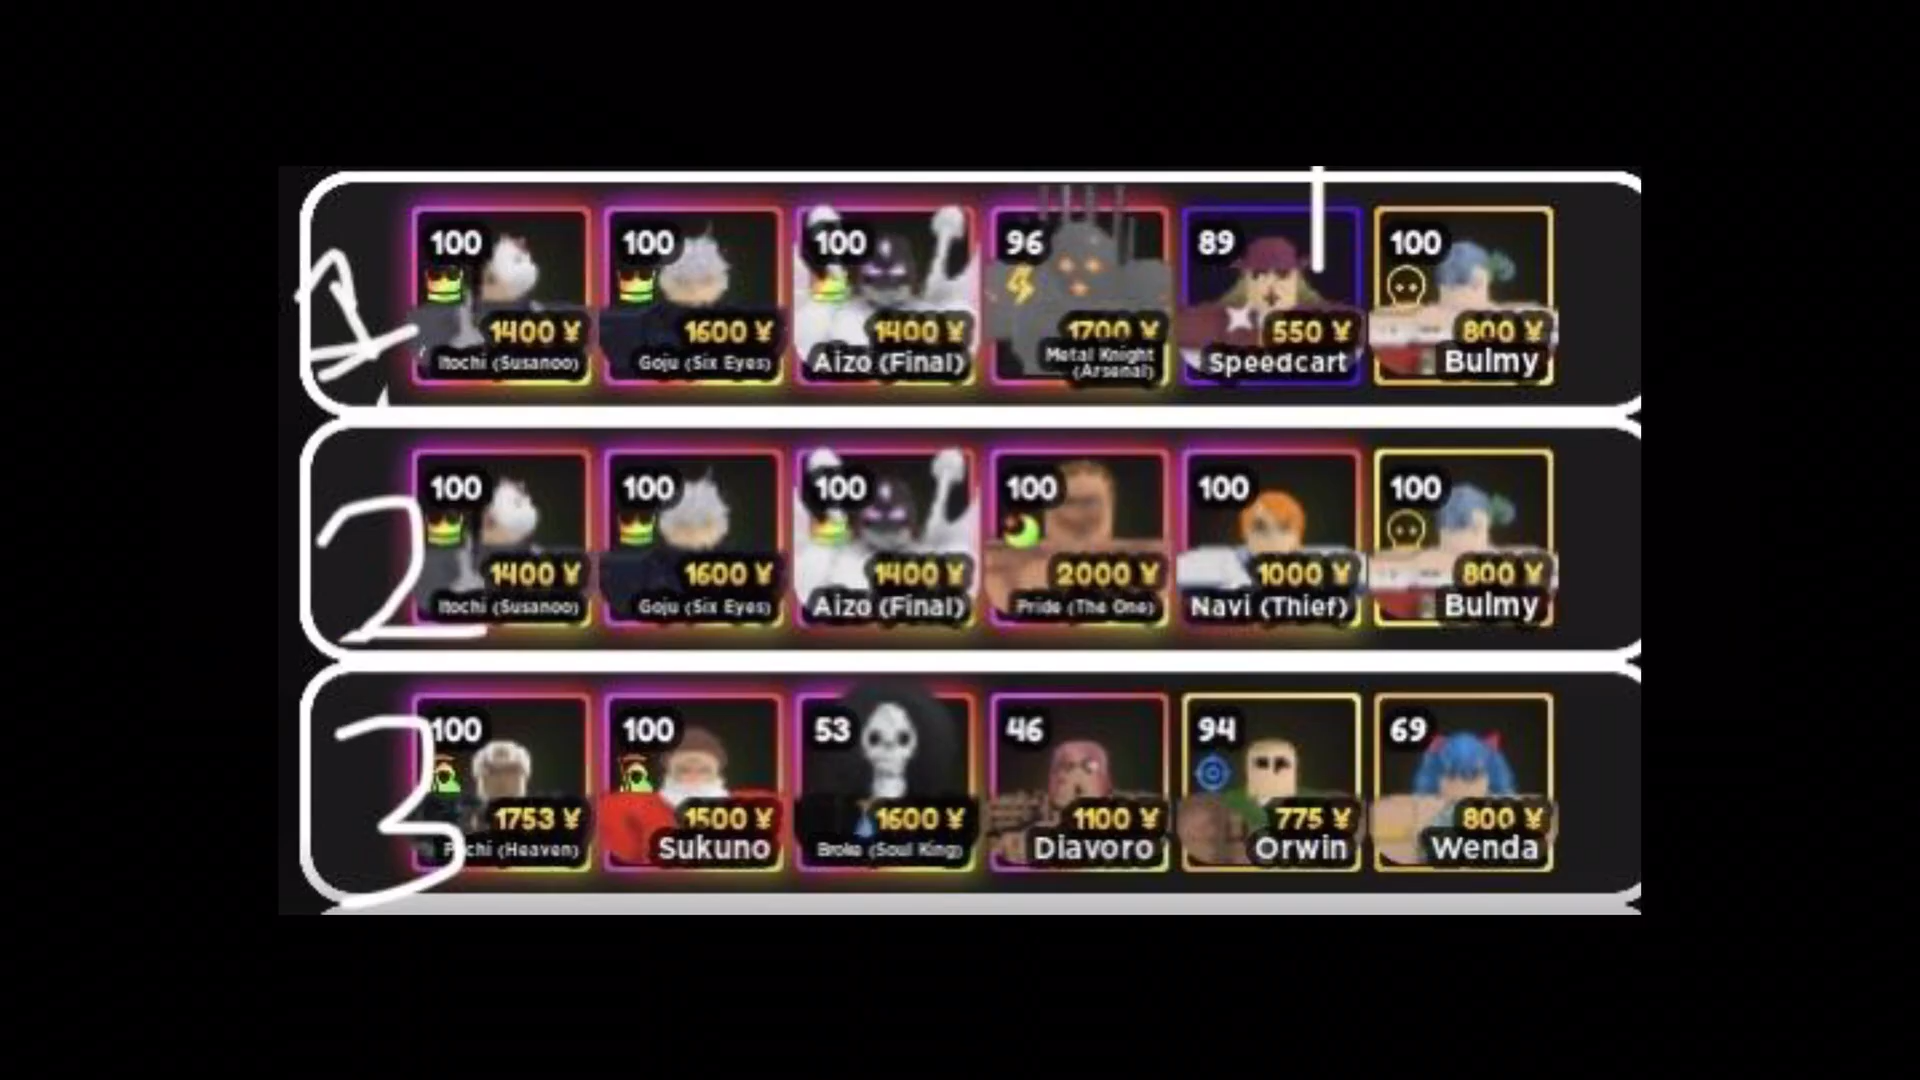 1
100 100 100 96 89 100
1400 ¥ 1600 ¥ 1400 ¥ 1700 ¥ 550 ¥ 800 ¥
Itochi (Susanoo) Goju (Six Eyes) Aizo (Final) Metal Knight (Arsenal) Speedcart Bulmy
2
100 100 100 100 100 100
1400 ¥ 1600 ¥ 1400 ¥ 2000 ¥ 1000 ¥ 800 ¥
Itochi (Susanoo) Goju (Six Eyes) Aizo (Final) Pride (The One) Navi (Thief) Bulmy
3
100 100 53 46 94 69
1753 ¥ 1500 ¥ 1600 ¥ 1100 ¥ 775 ¥ 800 ¥
(Heaven) Sukuno Broke (Soul King) Diavoro Orwin Wenda